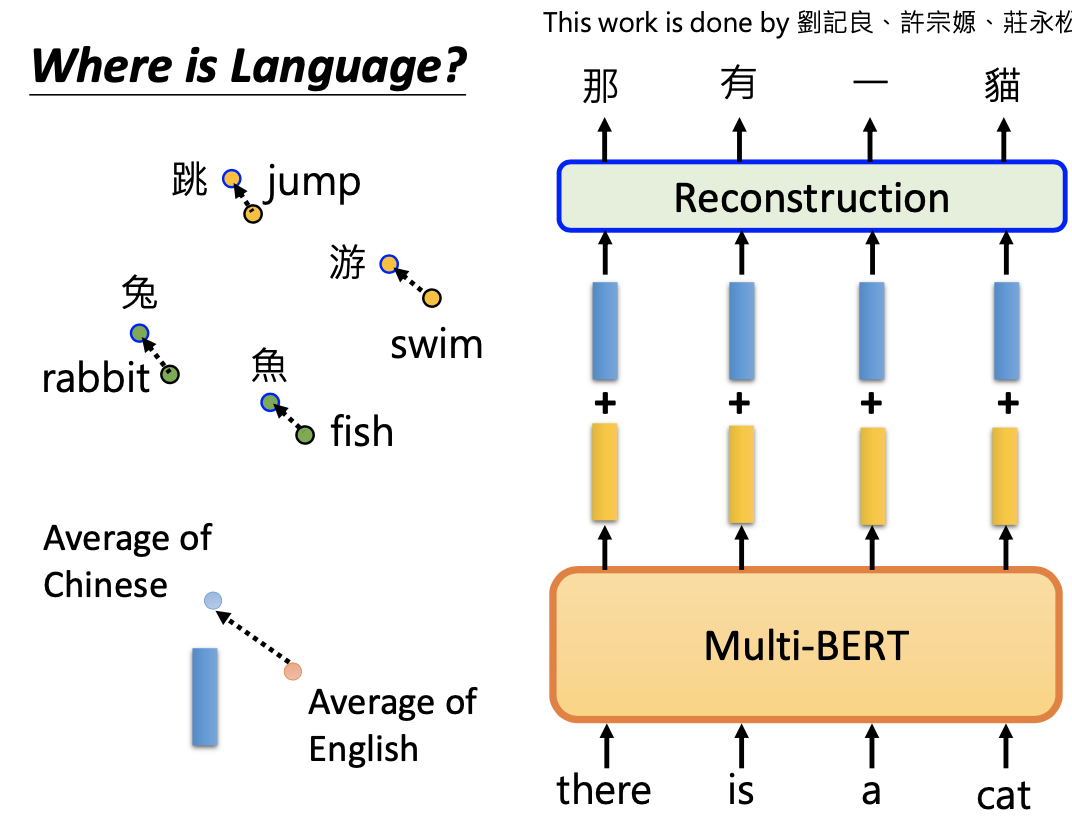 This work is done by 劉記良、許宗嫄、莊永松
Where is Language?
那 有 一 貓
跳 jump
Reconstruction
游
swim
兔
rabbit
魚
fish
+ + + +
Average of
Chinese
Average of
English
Multi-BERT
there is a cat